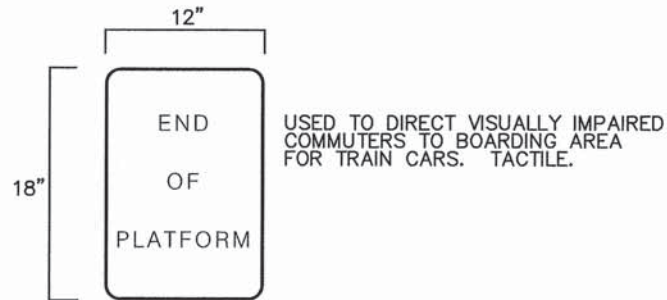 12"
18"
END
OF
PLATFORM
USED TO DIRECT VISUALLY IMPAIRED
COMMUTERS TO BOARDING AREA
FOR TRAIN CARS. TACTILE.